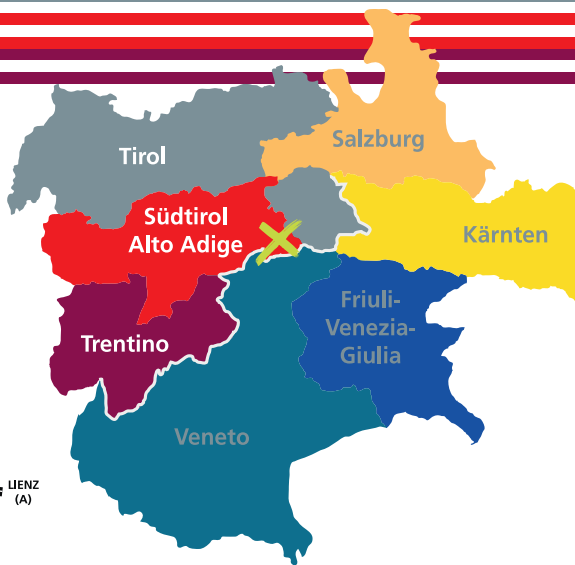 Salzburg
Tirol
Südtirol
Alto Adige
Kärnten
Friuli-
Venezia-
Giulia
Trentino
Veneto
LIENZ
(A)